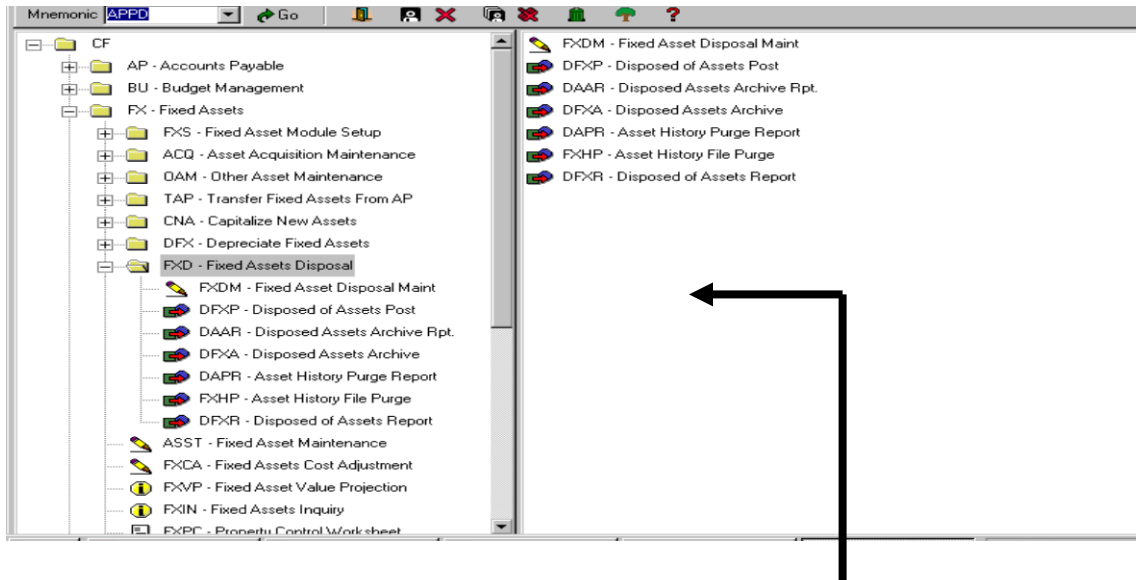 Mnemonic APPD Go
CF
AP - Accounts Payable
BU - Budget Management
FX - Fixed Assets
FXS - Fixed Asset Module Setup
ACQ - Asset Acquisition Maintenance
OAM - Other Asset Maintenance
TAP - Transfer Fixed Assets From AP
CNA - Capitalize New Assets
DFX - Depreciate Fixed Assets
FXD - Fixed Assets Disposal
FXDM - Fixed Asset Disposal Maint
DFXP - Disposed of Assets Post
DAAR - Disposed Assets Archive Rpt.
DFXA - Disposed Assets Archive
DAPR - Asset History Purge Report
FXHP - Asset History File Purge
DFXR - Disposed of Assets Report
ASST - Fixed Asset Maintenance
FXCA - Fixed Assets Cost Adjustment
FXVP - Fixed Asset Value Projection
FXIN - Fixed Assets Inquiry
FXPC - Property Control Worksheet
FXDM - Fixed Asset Disposal Maint
DFXP - Disposed of Assets Post
DAAR - Disposed Assets Archive Rpt.
DFXA - Disposed Assets Archive
DAPR - Asset History Purge Report
FXHP - Asset History File Purge
DFXR - Disposed of Assets Report